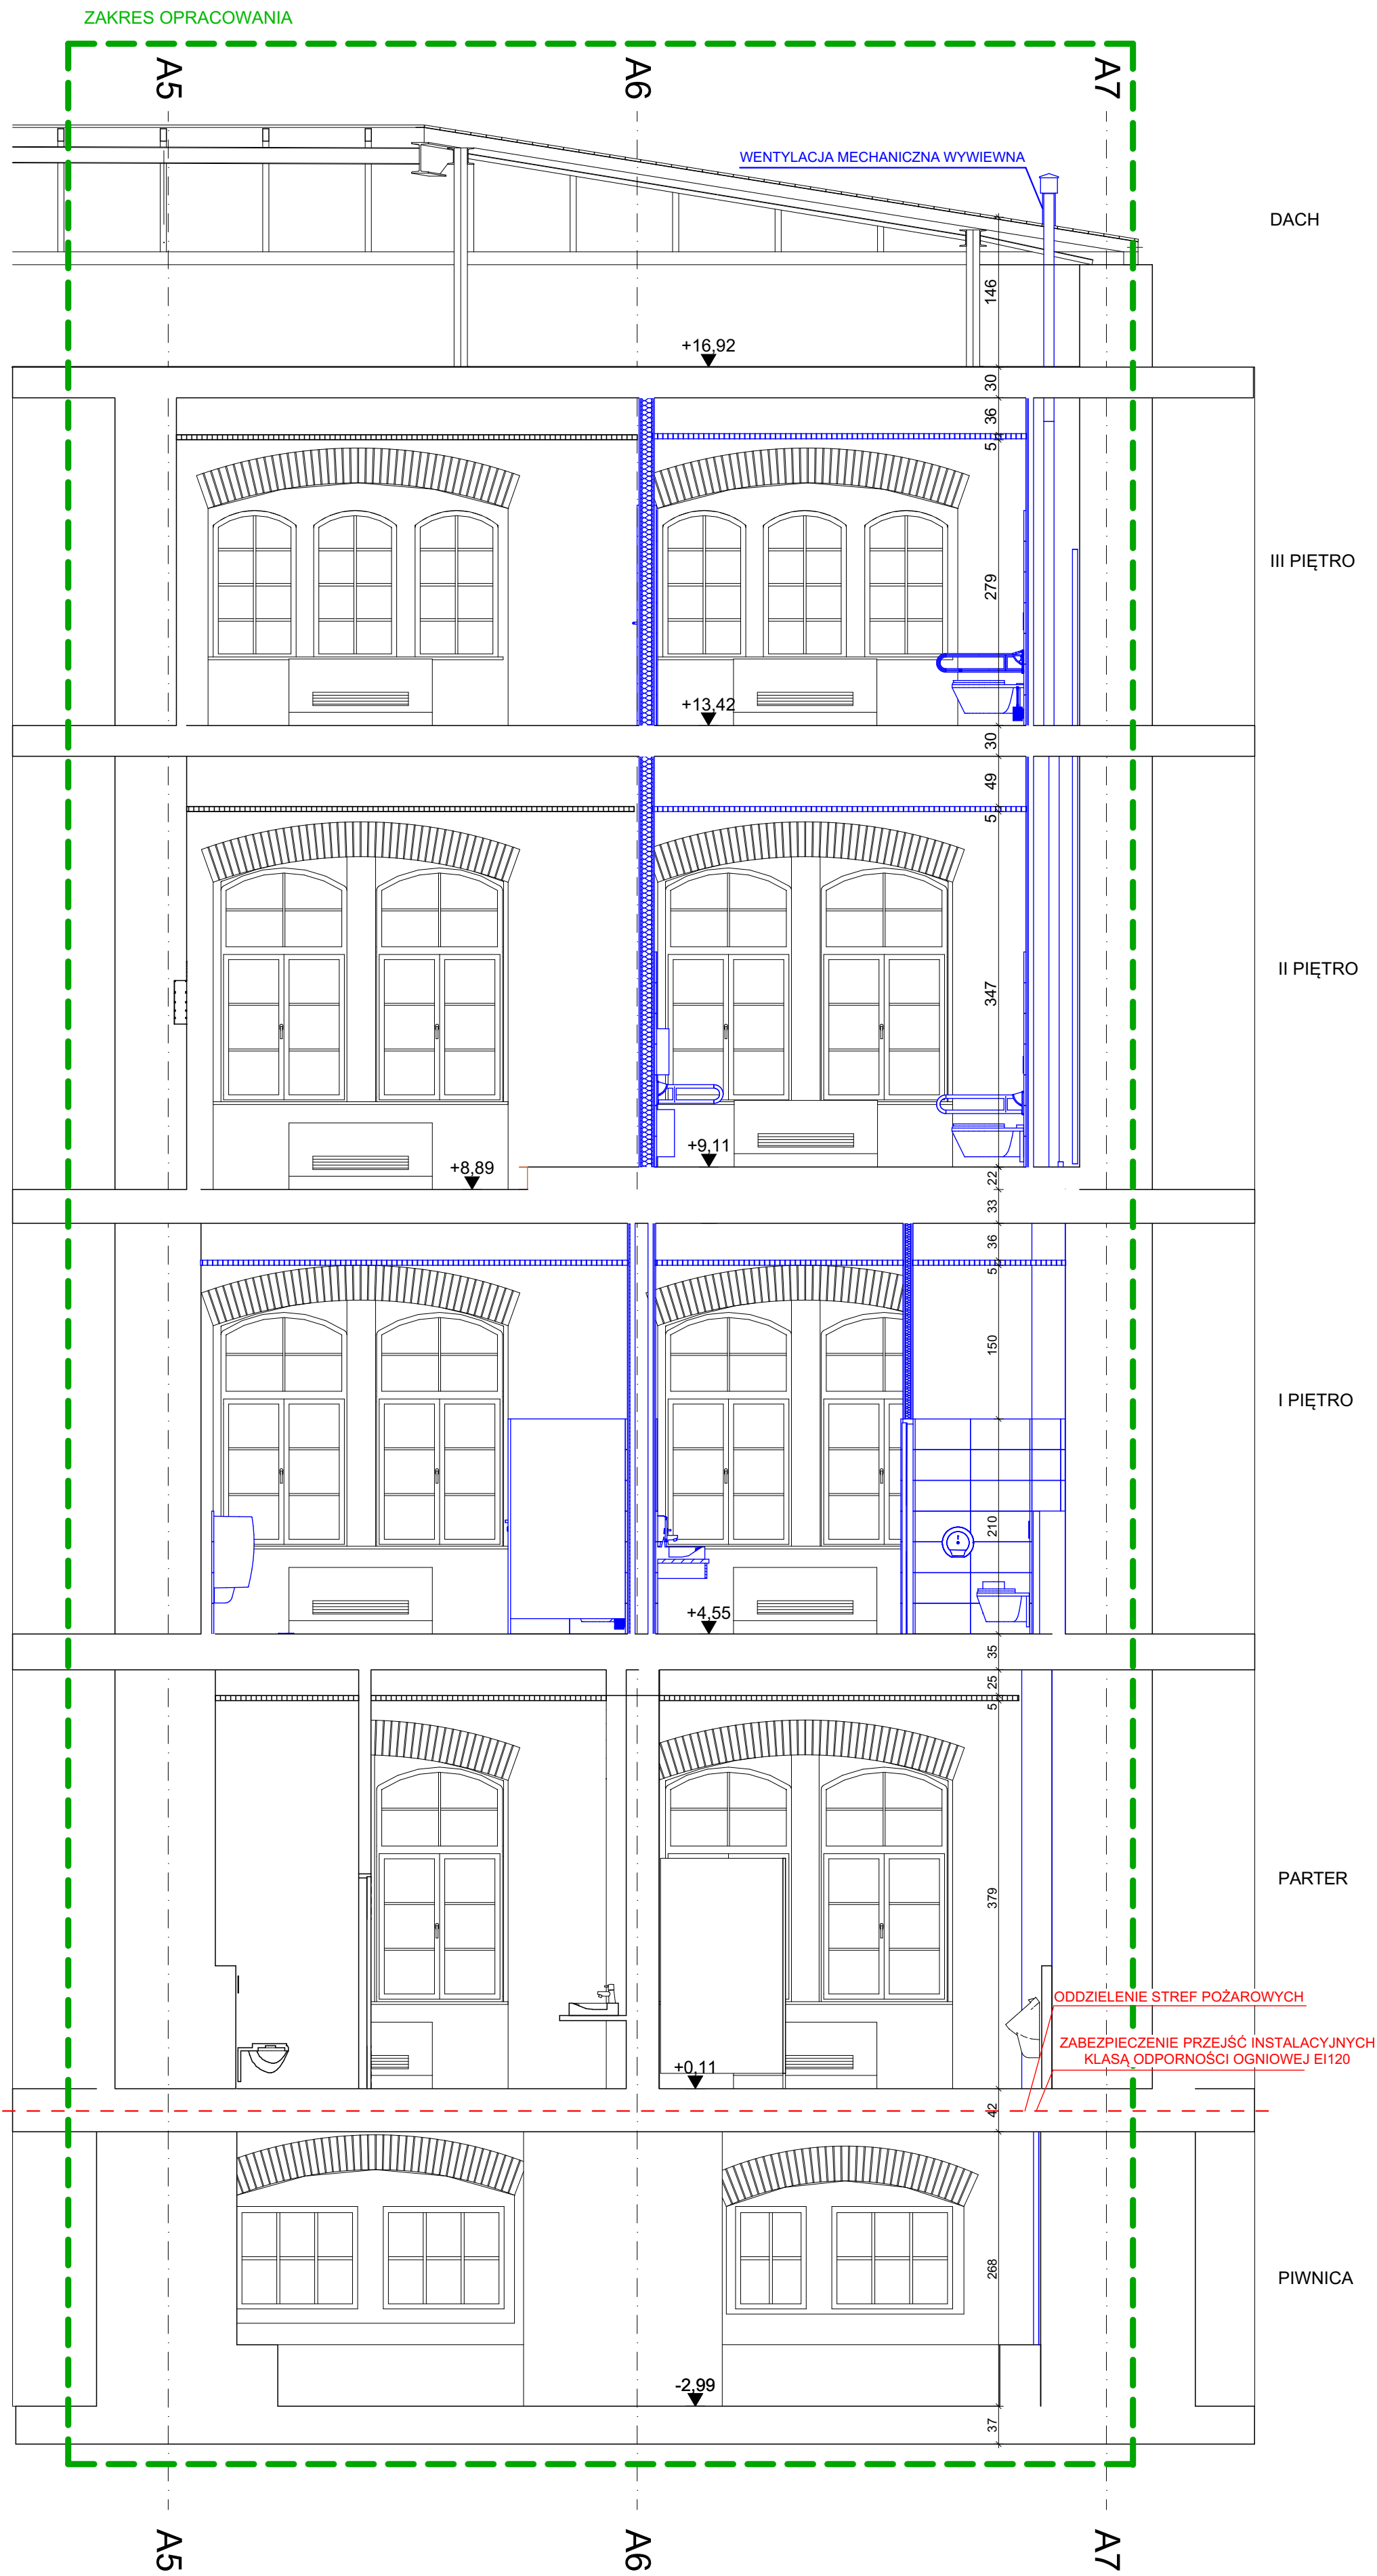 ZAKRES OPRACOWANIA
A5
A6
A7
WENTYLACJA MECHANICZNA WYWIEWNA
DACH
146
+16,92
30
36
5
III PIĘTRO
279
+13,42
30
49
5
II PIĘTRO
347
+9,11
+8,89
22
33
36
5
150
I PIĘTRO
210
+4,55
35
25
5
PARTER
379
ODDZIELENIE STREF POŻAROWYCH
ZABEZPIECZENIE PRZEJŚĆ INSTALACYJNYCH
KLASĄ ODPORNOŚCI OGNIOWEJ EI120
+0,11
42
268
PIWNICA
-2,99
37
A5
A6
A7